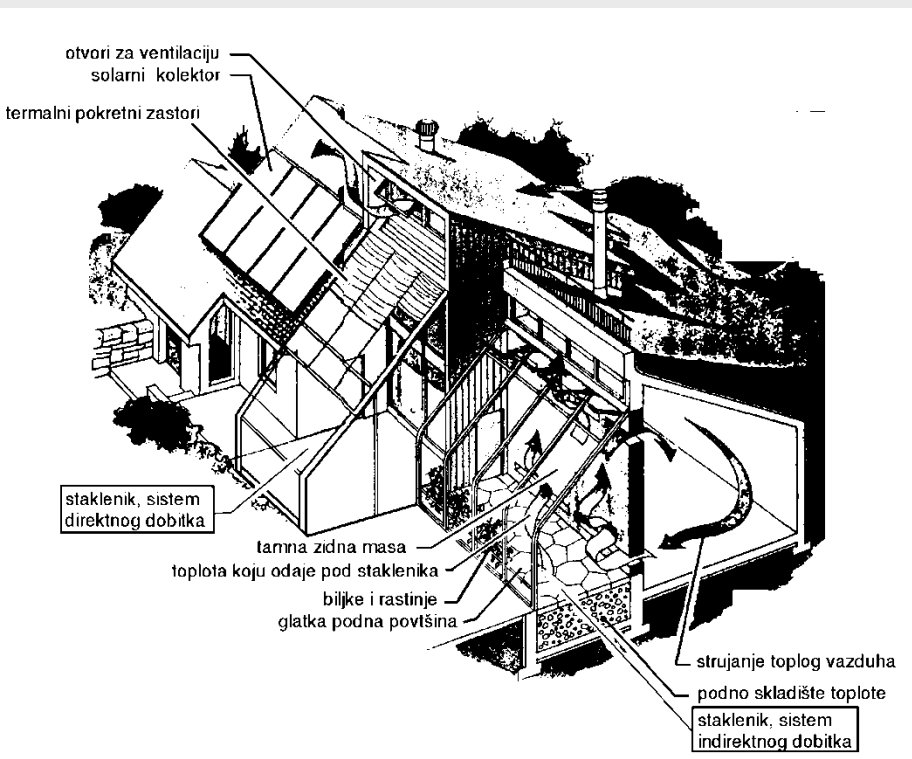 otvori za ventilaciju
solarni kolektor
termalni pokretni zastori
staklenik, sistem
direktnog dobitka
tamna zidna masa
toplota koju odaje pod staklenika
biljke i rastinje
glatka podna povtšina
strujanje toplog vazduha
podno skladište toplote
staklenik, sistem
indirektnog dobitka